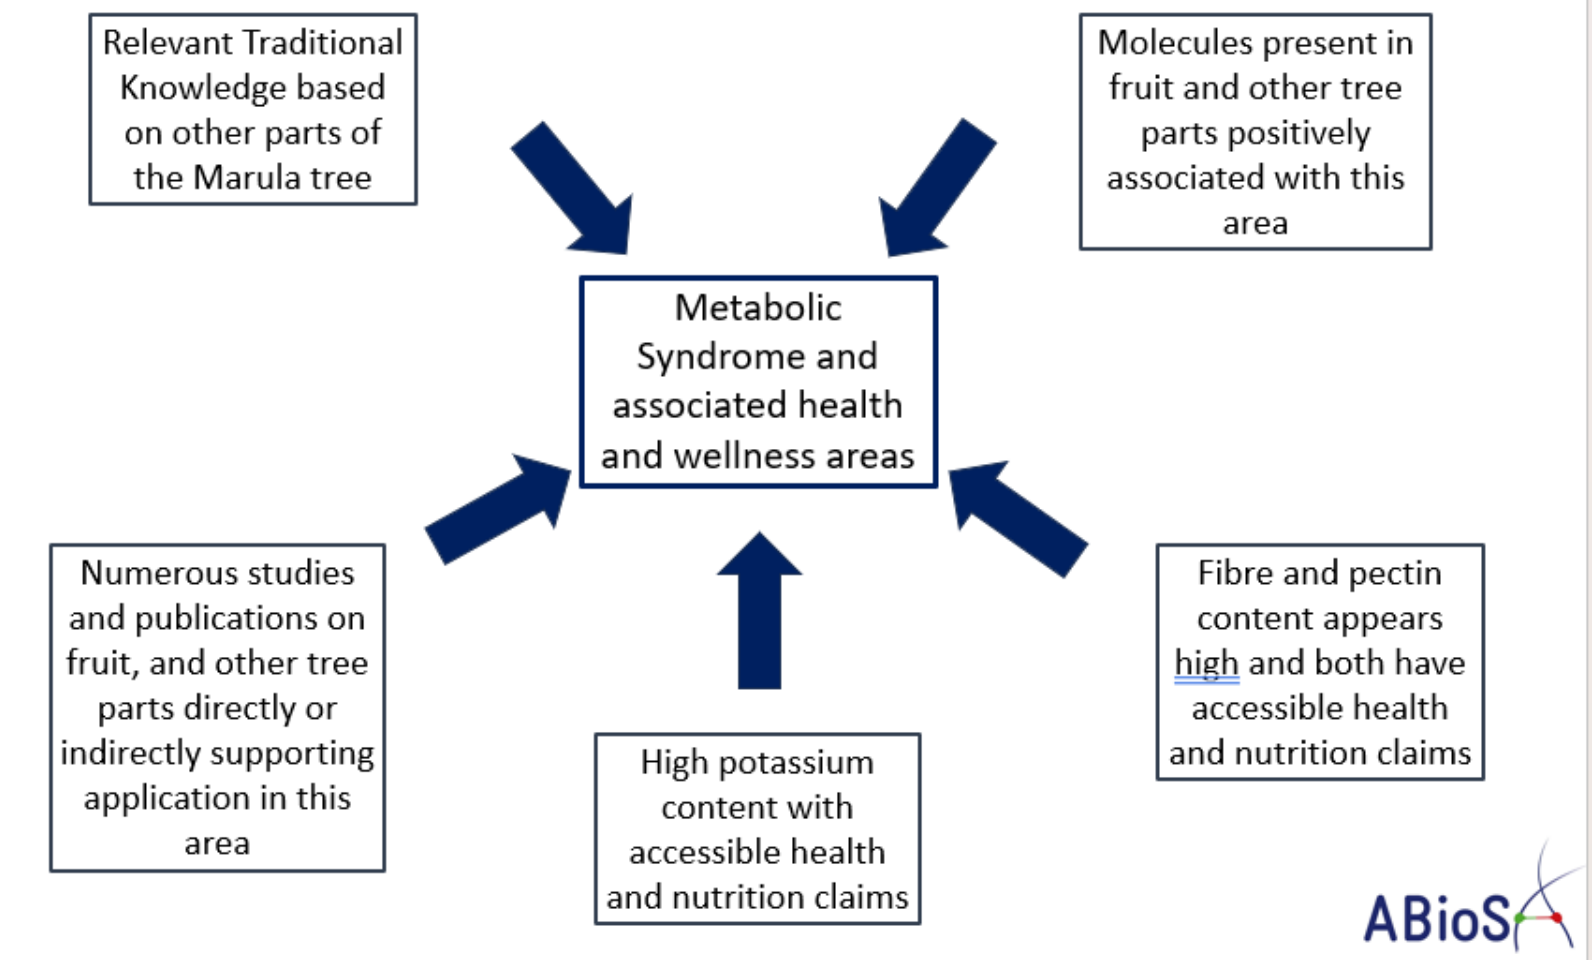 Relevant Traditional
Knowledge based
on other parts of
the Marula tree
Molecules present in
fruit and other tree
parts positively
associated with this
area
Metabolic
Syndrome and
associated health
and wellness areas
Numerous studies
and publications on
fruit, and other tree
parts directly or
indirectly supporting
application in this
area
High potassium
content with
accessible health
and nutrition claims
Fibre and pectin
content appears
high and both have
accessible health
and nutrition claims
ABioSA